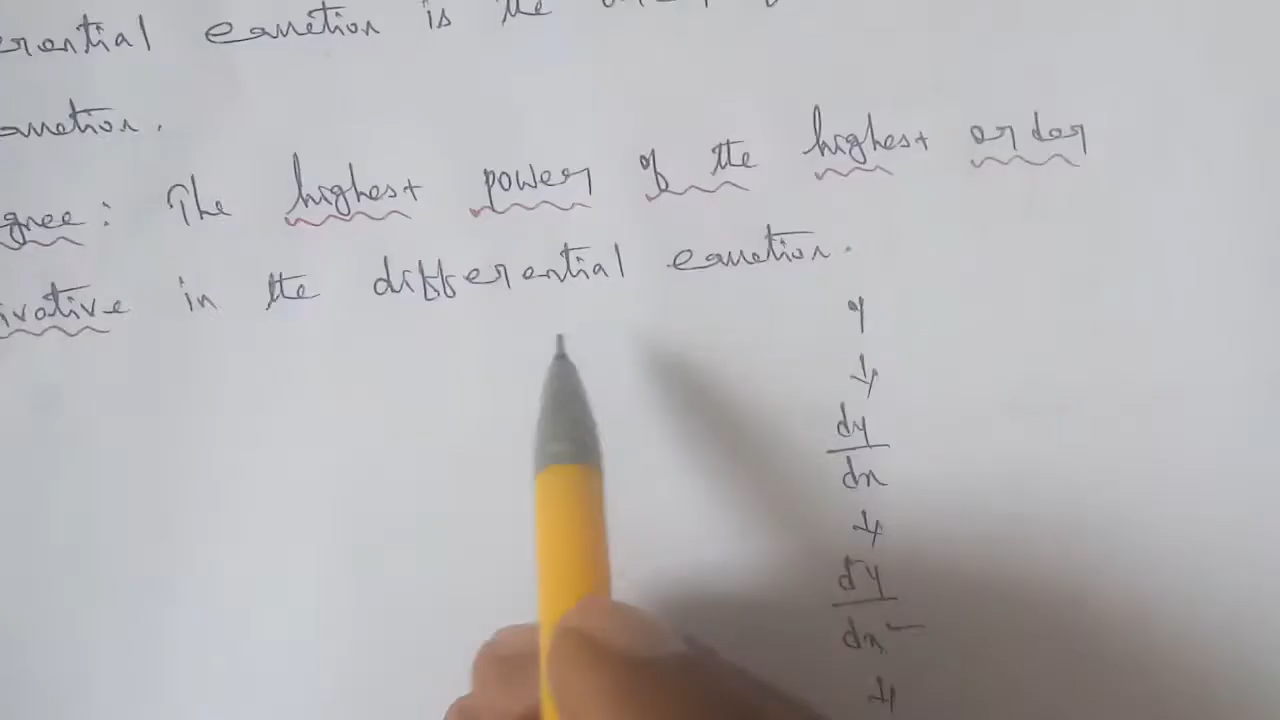 erential equation is the
equation.
gree: The highest power of the highest order
ivative in the differential equation.
y
↓
dy
dx
↓
d²y
dx²
↓